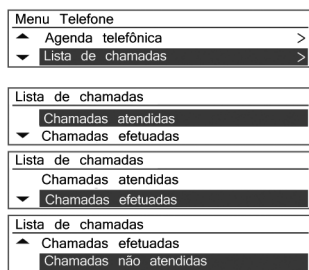 Menu Telefone
Agenda telefônica >
Lista de chamadas >
Lista de chamadas
Chamadas atendidas
Chamadas efetuadas
Lista de chamadas
Chamadas atendidas
Chamadas efetuadas
Lista de chamadas
Chamadas efetuadas
Chamadas não atendidas